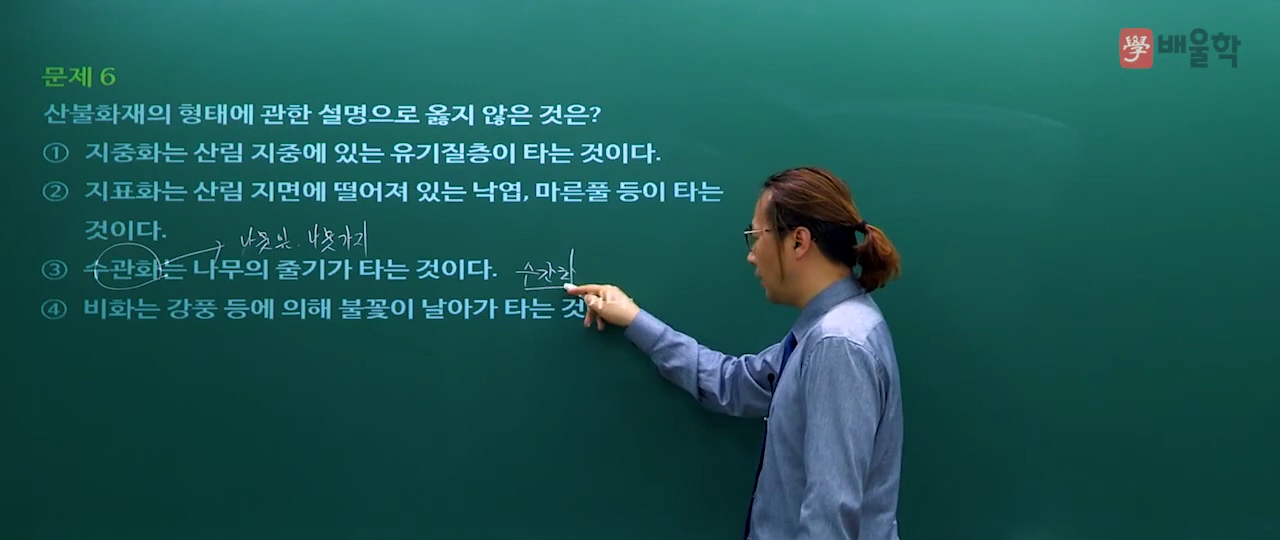 學 배울학
문제 6
산불화재의 형태에 관한 설명으로 옳지 않은 것은?
① 지중화는 산림 지중에 있는 유기질층이 타는 것이다.
② 지표화는 산림 지면에 떨어져 있는 낙엽, 마른풀 등이 타는
것이다.
나뭇잎. 나뭇가지
③ 수관화는 나무의 줄기가 타는 것이다. 수간화
④ 비화는 강풍 등에 의해 불꽃이 날아가 타는 것